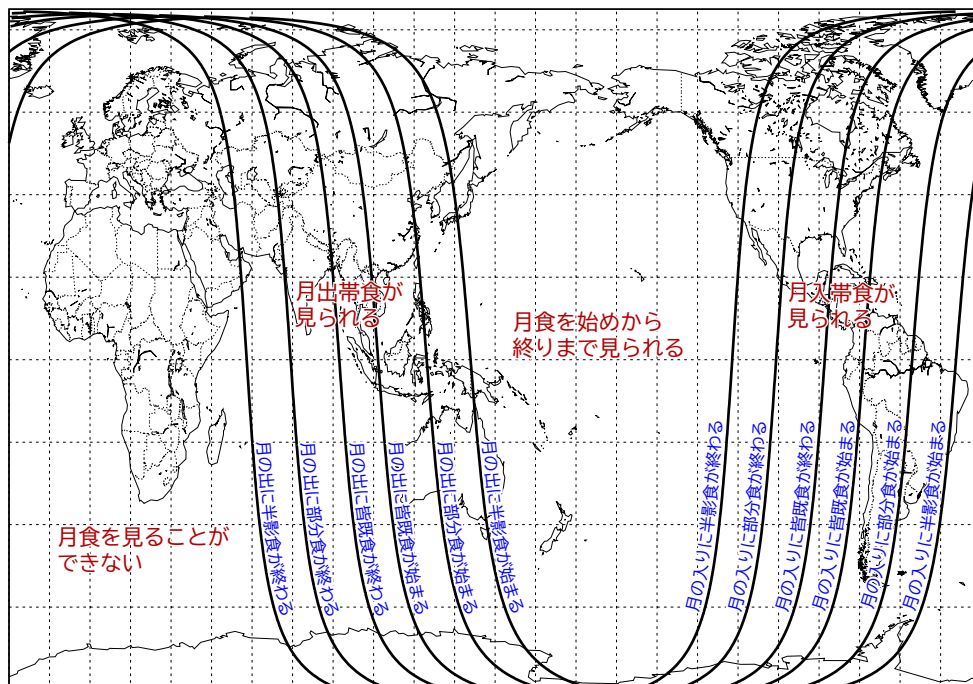 月出帯食が
見られる
月食を始めから
終りまで見られる
月入帯食が
見られる
月食を見ることが
できない
月の出に半影食が終わる
月の出に部分食が終わる
月の出に皆既食が終わる
月の出に皆既食が始まる
月の出に部分食が始まる
月の出に半影食が始まる
月の入りに半影食が終わる
月の入りに部分食が終わる
月の入りに皆既食が終わる
月の入りに皆既食が始まる
月の入りに部分食が始まる
月の入りに半影食が始まる